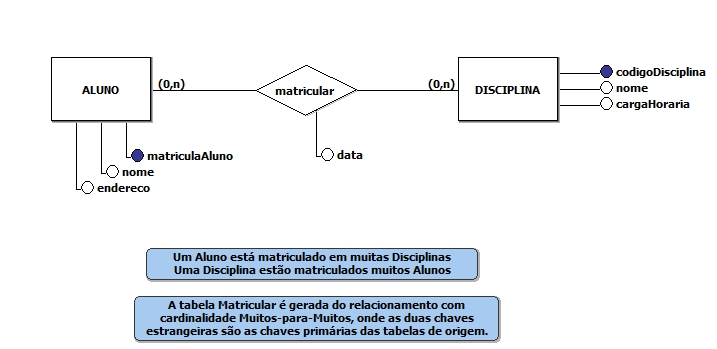 ALUNO
(0,n)
matricular
(0,n)
DISCIPLINA
codigoDisciplina
nome
cargaHoraria
matriculaAluno
nome
endereco
data
Um Aluno está matriculado em muitas Disciplinas
Uma Disciplina estão matriculados muitos Alunos
A tabela Matricular é gerada do relacionamento com
cardinalidade Muitos-para-Muitos, onde as duas chaves
estrangeiras são as chaves primárias das tabelas de origem.